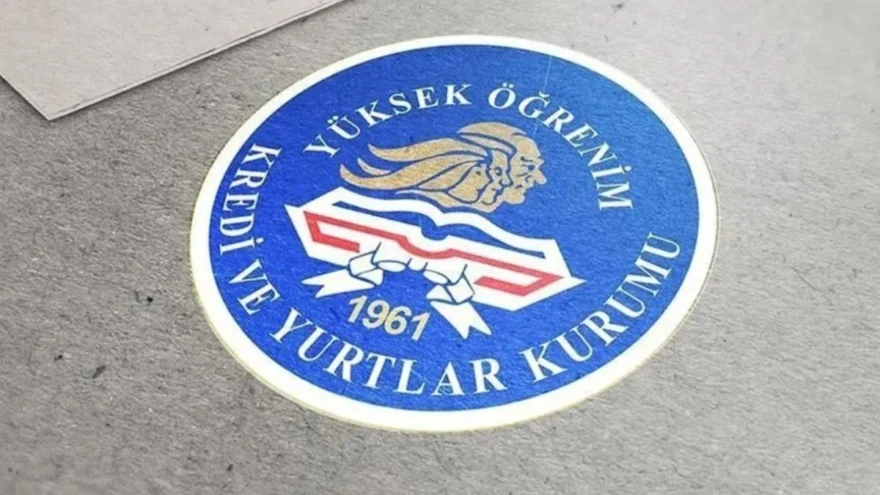 YÜKSEK ÖĞRENİM
KREDİ VE YURTLAR KURUMU
1961